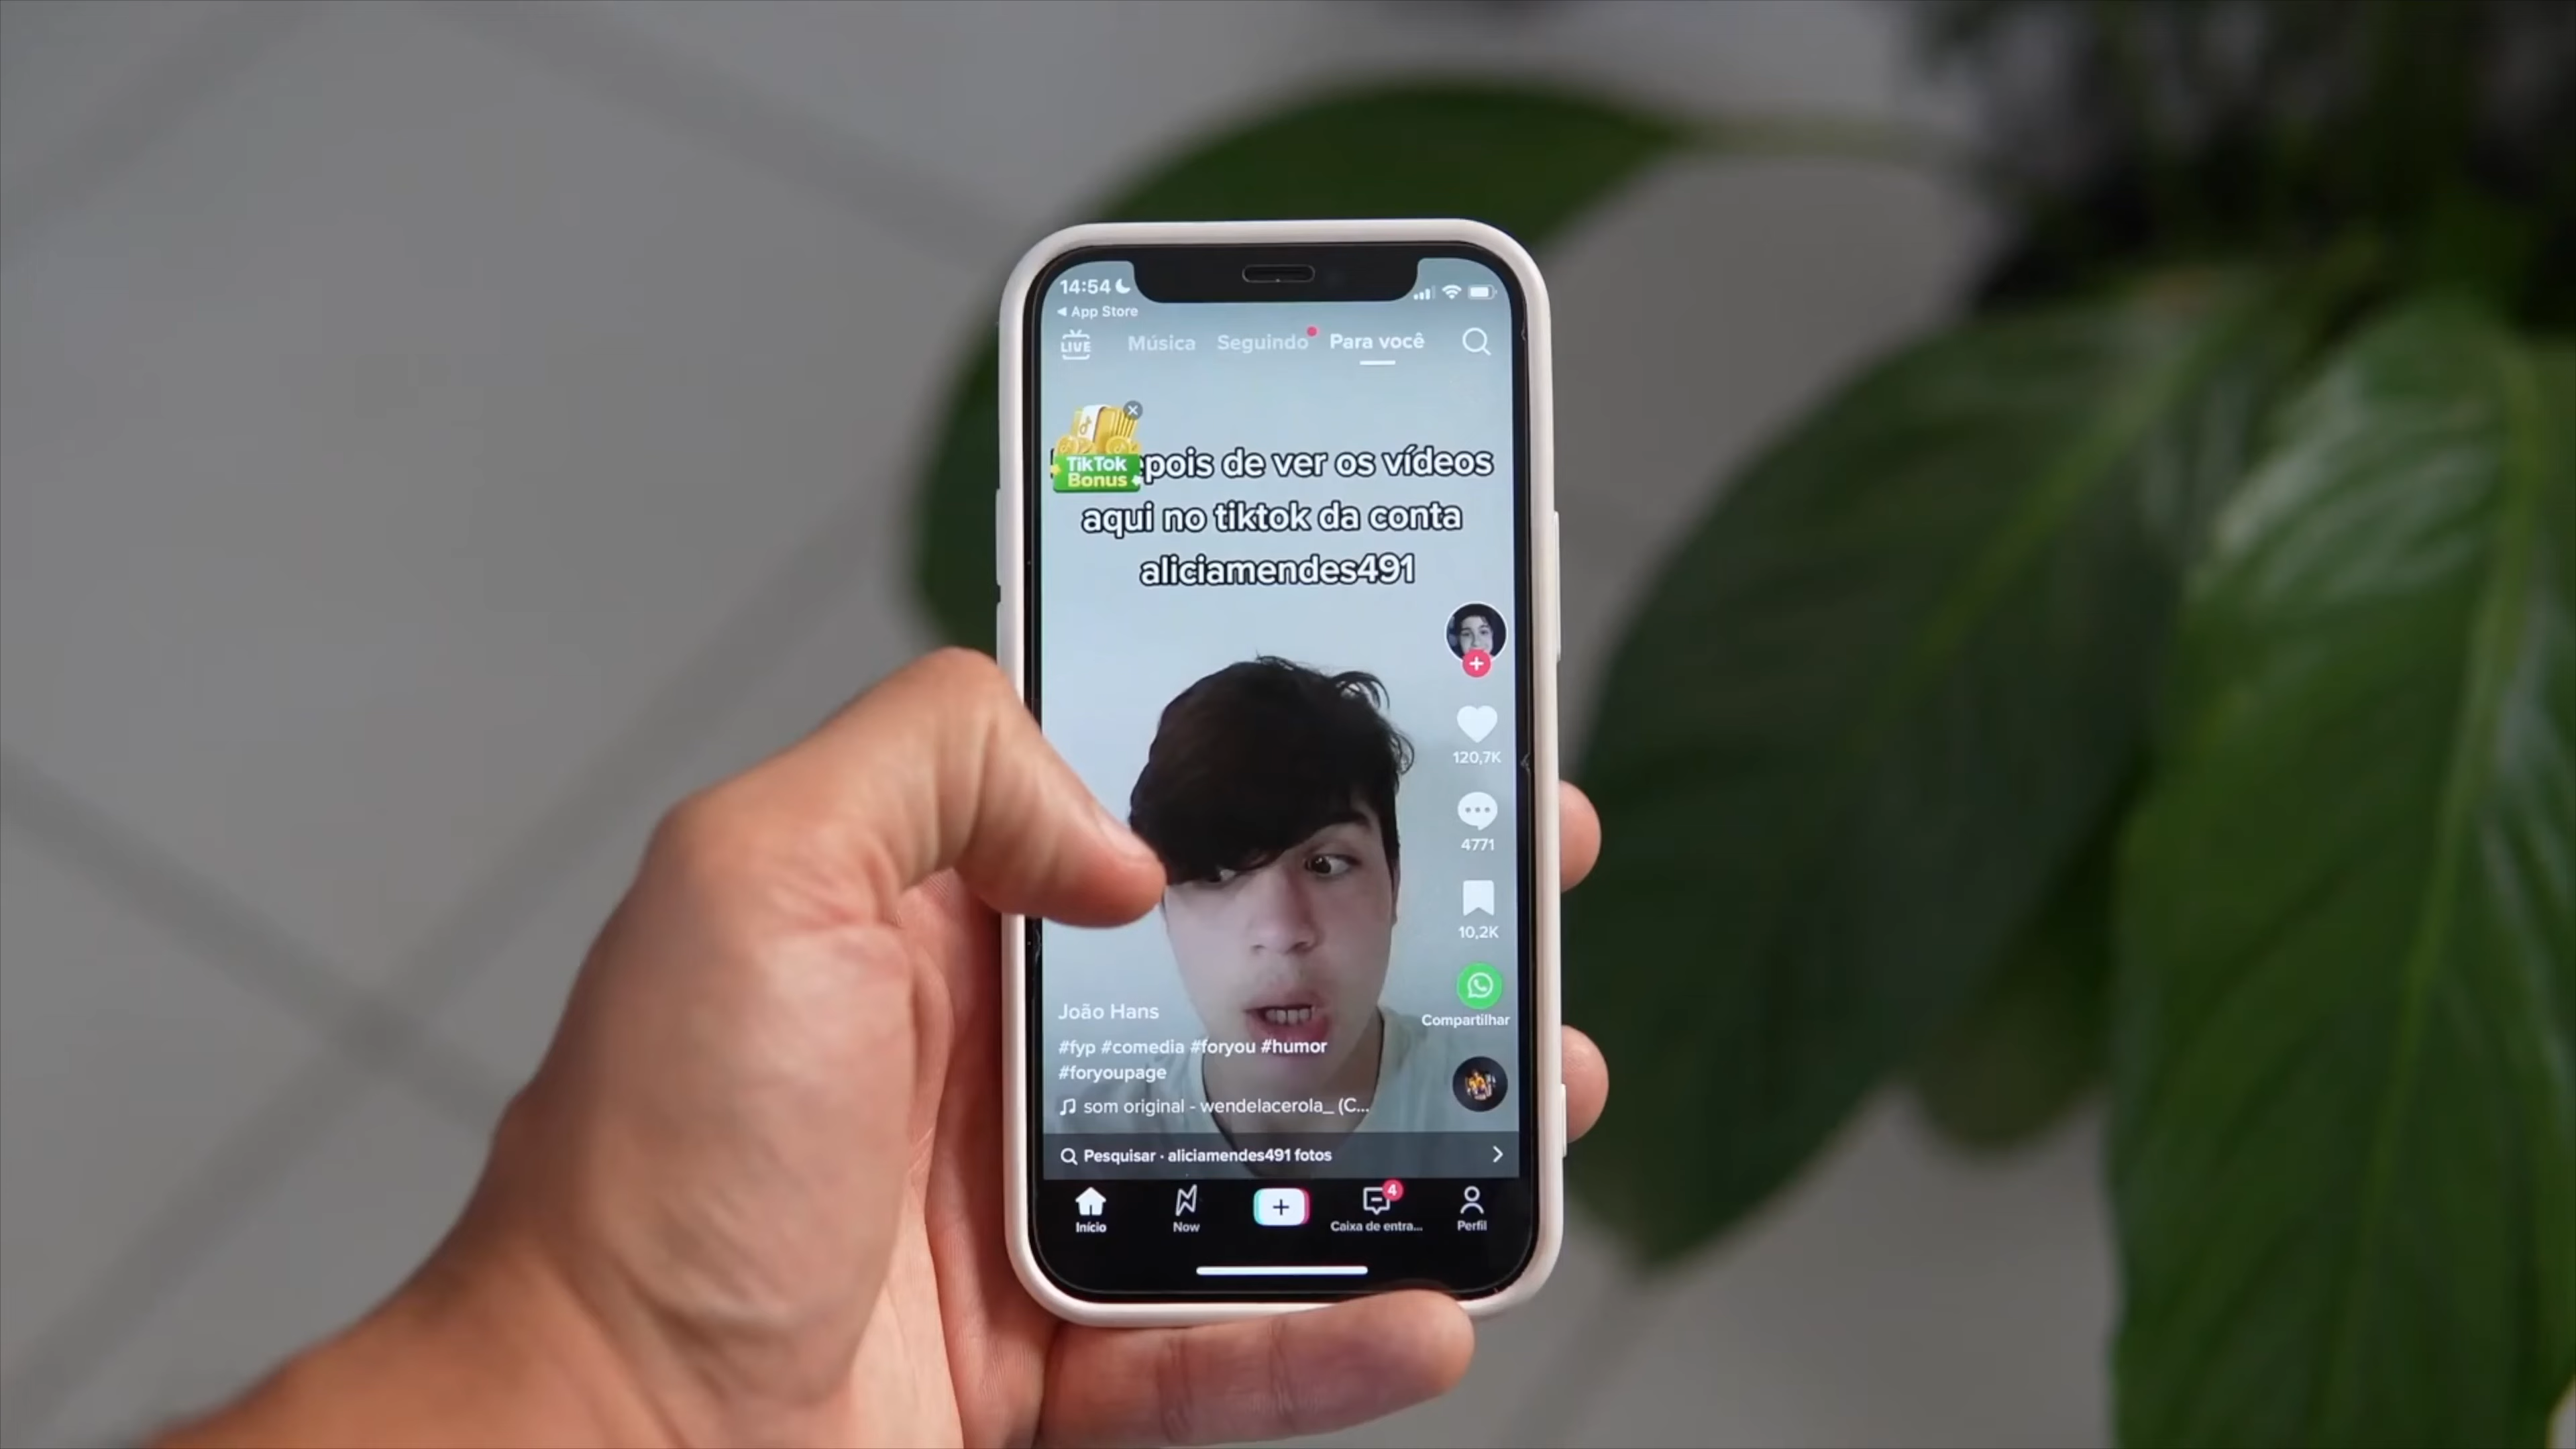 14:54
App Store
LIVE
Música Seguindo Para você
TikTok
Bonus
epois de ver os vídeos
aqui no tiktok da conta
aliciamendes491
120,7K
4771
10,2K
Compartilhar
João Hans
#fyp #comedia #foryou #humor
#foryoupage
som original - wendelacerola_ (C...
Pesquisar · aliciamendes491 fotos
Início Now Caixa de entra... 4 Perfil